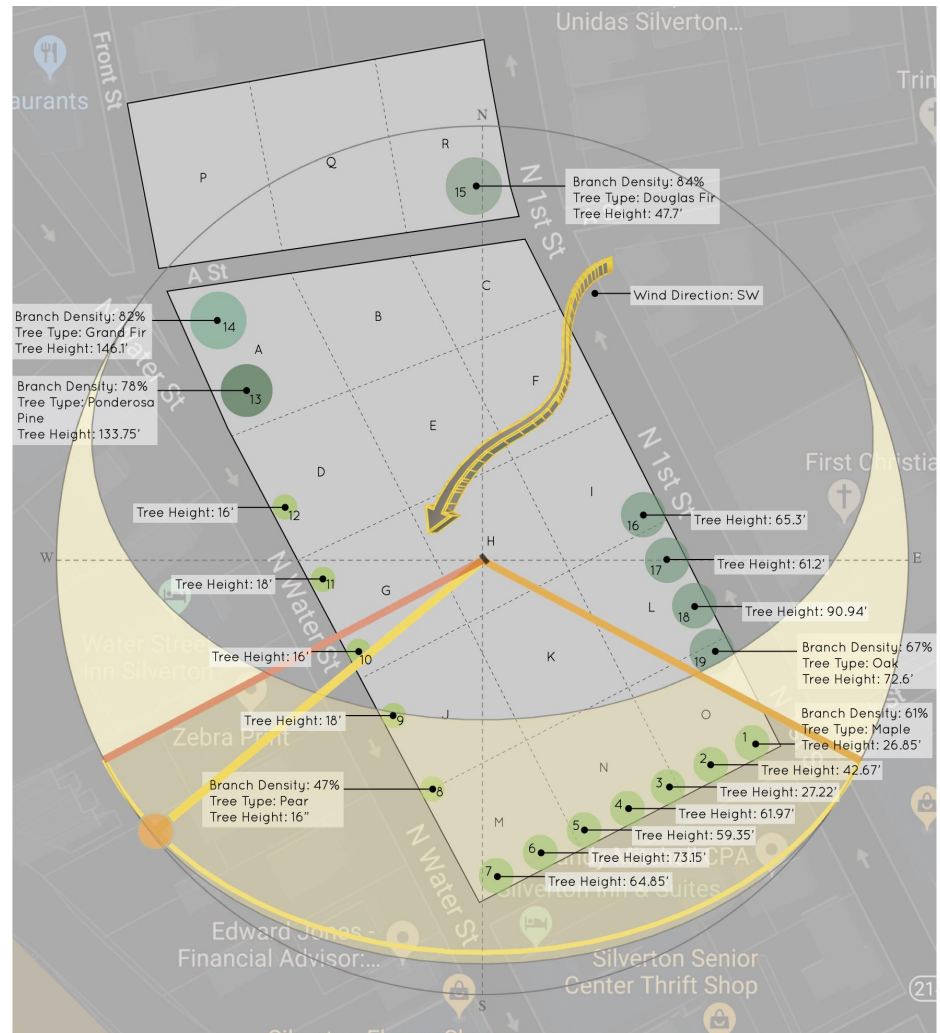 Unidas Silverton...
Front St
aurants
Trin
N
R
Q
P
15
Branch Density: 84%
Tree Type: Douglas Fir
Tree Height: 47.7'
N 1st St
A St
C
Wind Direction: SW
B
14
Branch Density: 82%
Tree Type: Grand Fir
Tree Height: 146.1'
A
13
Branch Density: 78%
Tree Type: Ponderosa
Pine
Tree Height: 133.75'
F
E
N 1st St
First Christia
D
I
12
Tree Height: 16'
16
Tree Height: 65.3'
H
W
E
17
Tree Height: 61.2'
N Water St
11
Tree Height: 18'
G
L
18
Tree Height: 90.94'
Water Street
Inn Silverton
10
Tree Height: 16'
K
19
Branch Density: 67%
Tree Type: Oak
Tree Height: 72.6'
9
Tree Height: 18'
J
O
Zebra Print
1
Branch Density: 61%
Tree Type: Maple
Tree Height: 26.85'
2
Tree Height: 42.67'
N
3
Tree Height: 27.22'
8
Branch Density: 47%
Tree Type: Pear
Tree Height: 16"
4
Tree Height: 61.97'
M
5
Tree Height: 59.35'
6
Tree Height: 73.15'
CPA
7
Tree Height: 64.85'
Silverton Inn & Suites
N Water St
Edward Jones -
Financial Advisor:...
Silverton Senior
Center Thrift Shop
21
S